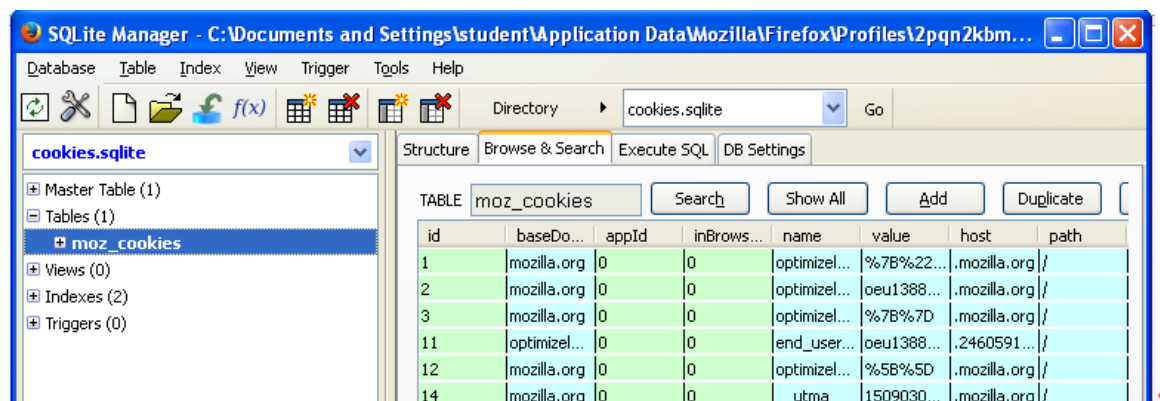 SQLite Manager - C:\Documents and Settings\student\Application Data\Mozilla\Firefox\Profiles\2pqn2kbm...
Database Table Index View Trigger Tools Help
f(x) Directory cookies.sqlite Go
cookies.sqlite
Master Table (1)
Tables (1)
moz_cookies
Views (0)
Indexes (2)
Triggers (0)
Structure Browse & Search Execute SQL DB Settings
TABLE moz_cookies Search Show All Add Duplicate
id baseDo... appId inBrows... name value host path
1 mozilla.org 0 0 optimizel... %7B%22... .mozilla.org /
2 mozilla.org 0 0 optimizel... oeu1388... .mozilla.org /
3 mozilla.org 0 0 optimizel... %7B%7D .mozilla.org /
11 optimizel... 0 0 end_user... oeu1388... .2460591... /
12 mozilla.org 0 0 optimizel... %5B%5D .mozilla.org /
14 mozilla.org 0 0 __utma 1509030... .mozilla.org /